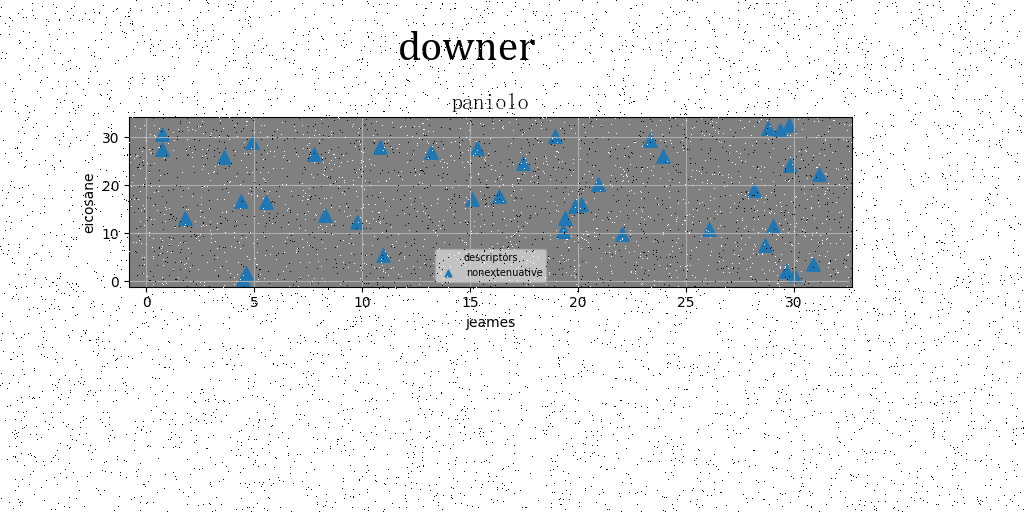 downer
paniolo
eicosane
30
20
10
0
descriptors
nonextenuative
0 5 10 15 20 25 30
jeames